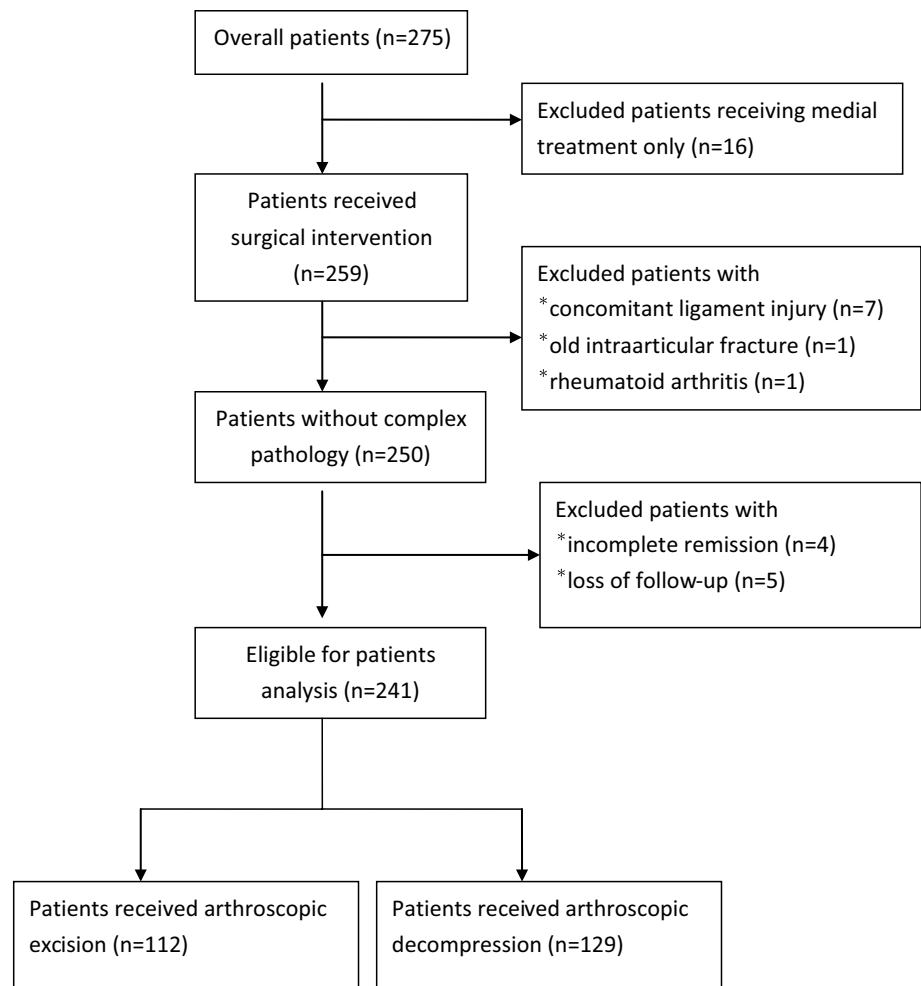 Overall patients (n=275)
Excluded patients receiving medial
treatment only (n=16)
Patients received
surgical intervention
(n=259)
Excluded patients with
*concomitant ligament injury (n=7)
*old intraarticular fracture (n=1)
*rheumatoid arthritis (n=1)
Patients without complex
pathology (n=250)
Excluded patients with
*incomplete remission (n=4)
*loss of follow-up (n=5)
Eligible for patients
analysis (n=241)
Patients received arthroscopic
excision (n=112)
Patients received arthroscopic
decompression (n=129)